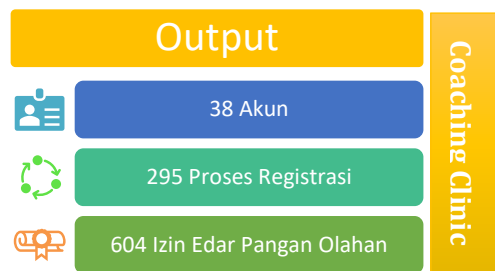 Output
38 Akun
295 Proses Registrasi
604 Izin Edar Pangan Olahan
Coaching Clinic